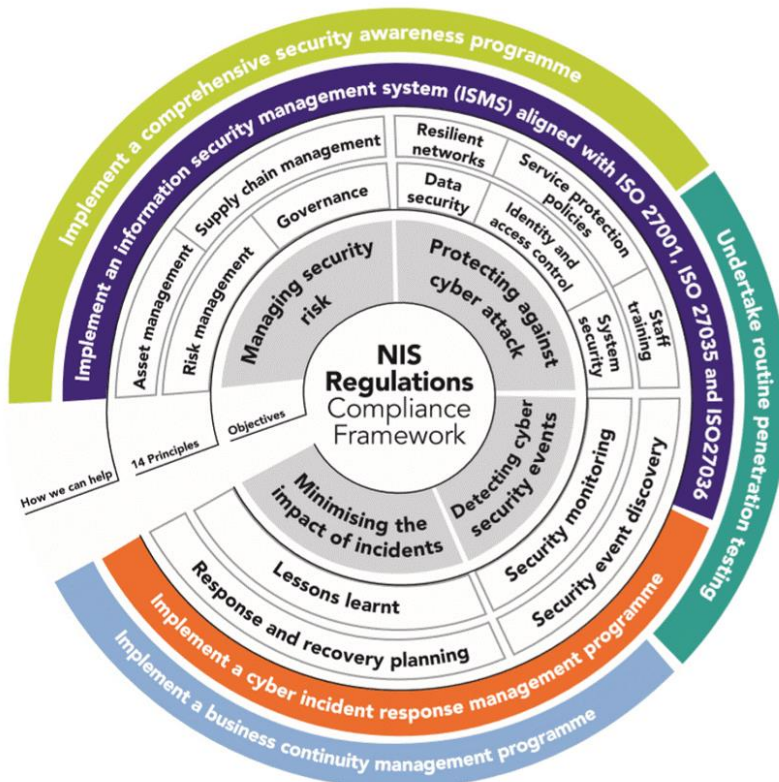 NIS
Regulations
Compliance
Framework
Objectives
14 Principles
How we can help
Managing security
risk
Protecting against
cyber attack
Detecting cyber
security events
Minimising the
impact of incidents
Asset management
Supply chain management
Risk management
Governance
Resilient
networks
Service protection
policies
Data
security
Identity and
access control
System
security
Staff
training
Security monitoring
Security event discovery
Lessons learnt
Response and recovery planning
Implement an information security management system (ISMS) aligned with ISO 27001, ISO 27035 and ISO27036
Implement a cyber incident response management programme
Implement a comprehensive security awareness programme
Undertake routine penetration testing
Implement a business continuity management programme